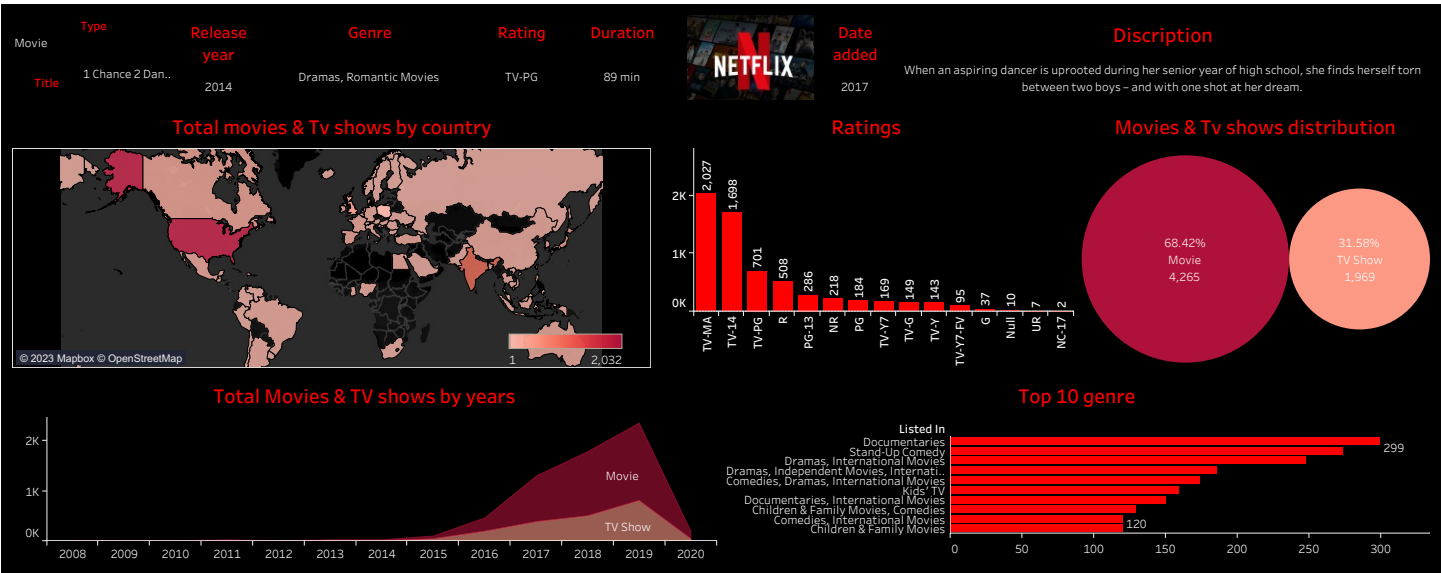 Type
Movie
Title
1 Chance 2 Dan..
Release
year
2014
Genre
Dramas, Romantic Movies
Rating
TV-PG
Duration
89 min
NETFLIX
Date
added
2017
Discription
When an aspiring dancer is uprooted during her senior year of high school, she finds herself torn
between two boys – and with one shot at her dream.
Total movies & Tv shows by country
© 2023 Mapbox © OpenStreetMap
1
2,032
Ratings
2K
1K
0K
2,027
1,698
701
508
286
218
184
169
149
143
95
37
10
7
2
TV-MA
TV-14
TV-PG
R
PG-13
NR
PG
TV-Y7
TV-G
TV-Y
TV-Y7-FV
G
Null
UR
NC-17
Movies & Tv shows distribution
68.42%
Movie
4,265
31.58%
TV Show
1,969
Total Movies & TV shows by years
2K
1K
0K
Movie
TV Show
2008 2009 2010 2011 2012 2013 2014 2015 2016 2017 2018 2019 2020
Top 10 genre
Listed In
Documentaries
299
Stand-Up Comedy
Dramas, International Movies
Dramas, Independent Movies, Internati..
Comedies, Dramas, International Movies
Kids' TV
Documentaries, International Movies
Children & Family Movies, Comedies
Comedies, International Movies
120
Children & Family Movies
0 50 100 150 200 250 300